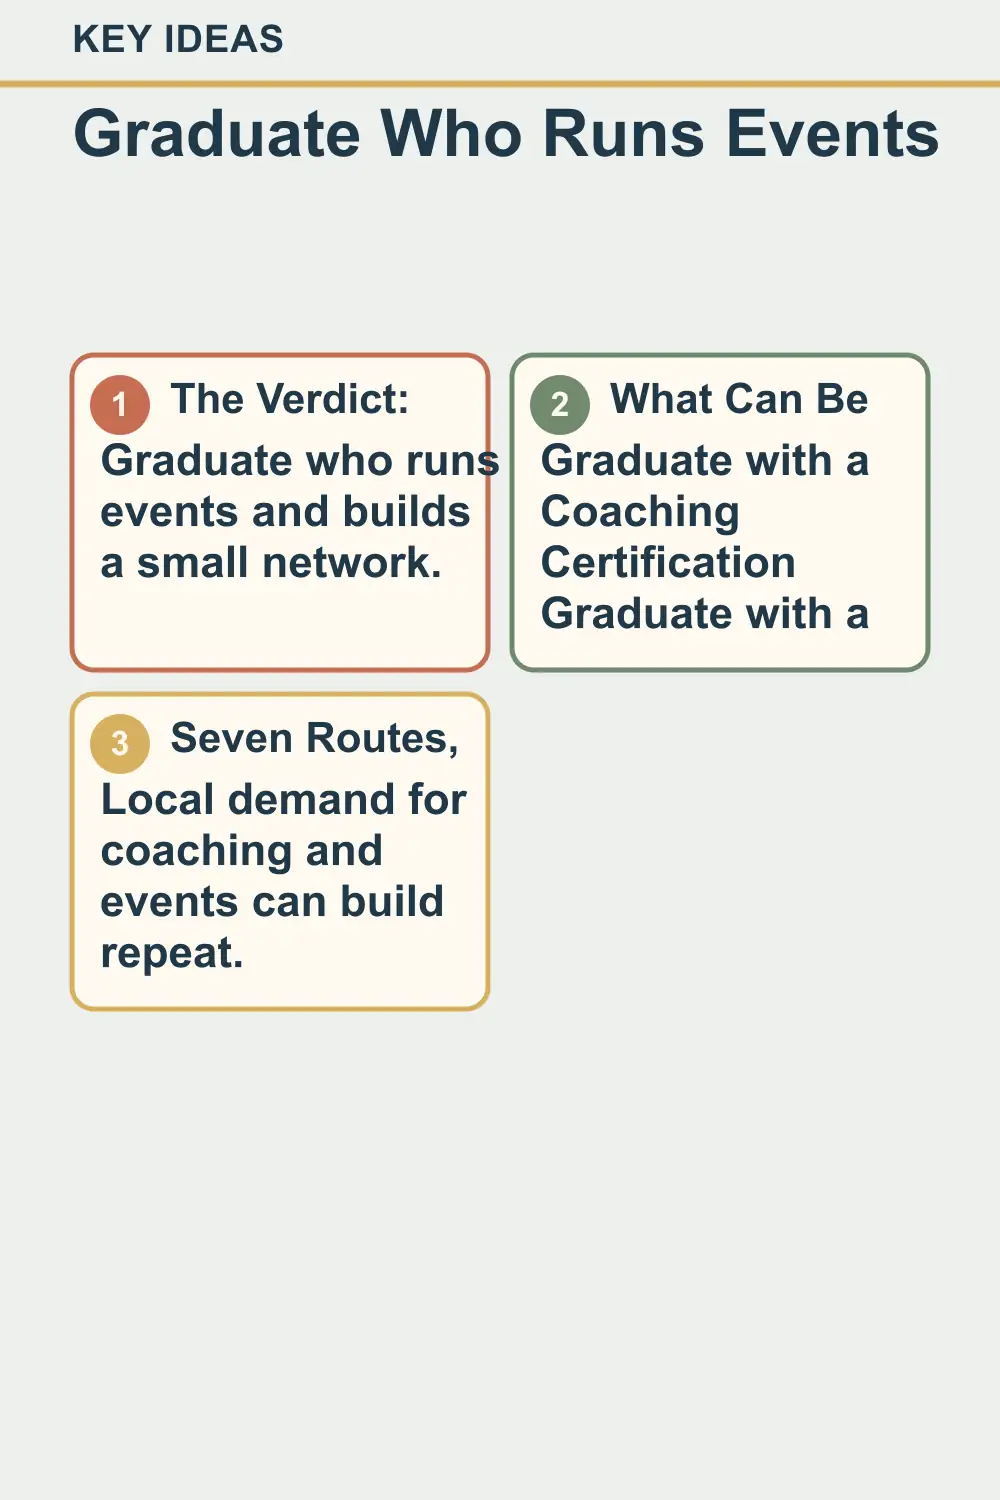 KEY IDEAS
Graduate Who Runs Events
1
The Verdict:
Graduate who runs
events and builds
a small network.
2
What Can Be
Graduate with a
Coaching
Certification
Graduate with a
3
Seven Routes,
Local demand for
coaching and
events can build
repeat.